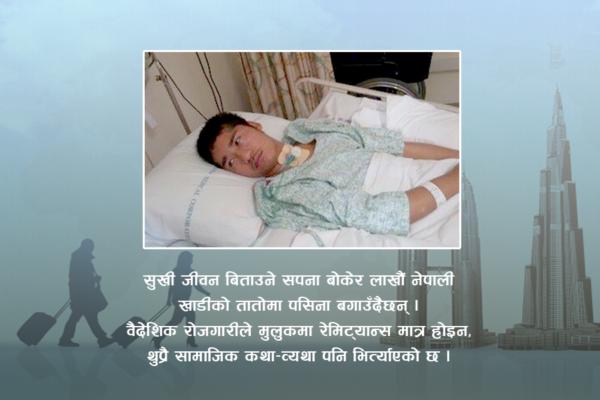 सुखी जीवन बिताउने सपना बोकेर लाखौं नेपाली
खाडीको तातोमा पसिना बगाउँदैछन् ।
वैदेशिक रोजगारीले मुलुकमा रेमिट्यान्स मात्र होइन,
थुप्रै सामाजिक कथा-व्यथा पनि भित्र्याएको छ ।